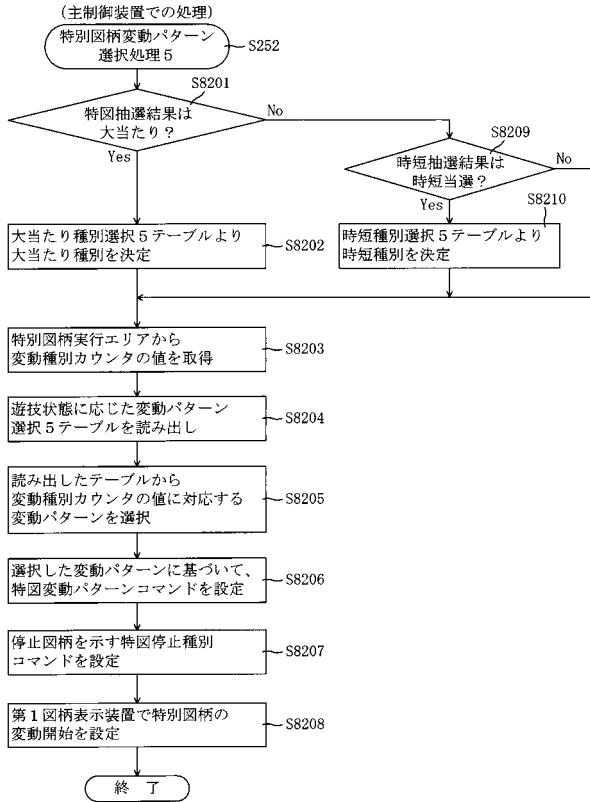 (主制御装置での処理)
特別図柄変動パターン
選択処理5
S252
S8201
特図抽選結果は
大当たり?
No
Yes
S8209
時短抽選結果は
時短当選?
No
Yes
S8210
大当たり種別選択5テーブルより
大当たり種別を決定
S8202
時短種別選択5テーブルより
時短種別を決定
特別図柄実行エリアから
変動種別カウンタの値を取得
S8203
遊技状態に応じた変動パターン
選択5テーブルを読み出し
S8204
読み出したテーブルから
変動種別カウンタの値に対応する
変動パターンを選択
S8205
選択した変動パターンに基づいて、
特図変動パターンコマンドを設定
S8206
停止図柄を示す特図停止種別
コマンドを設定
S8207
第1図柄表示装置で特別図柄の
変動開始を設定
S8208
終 了